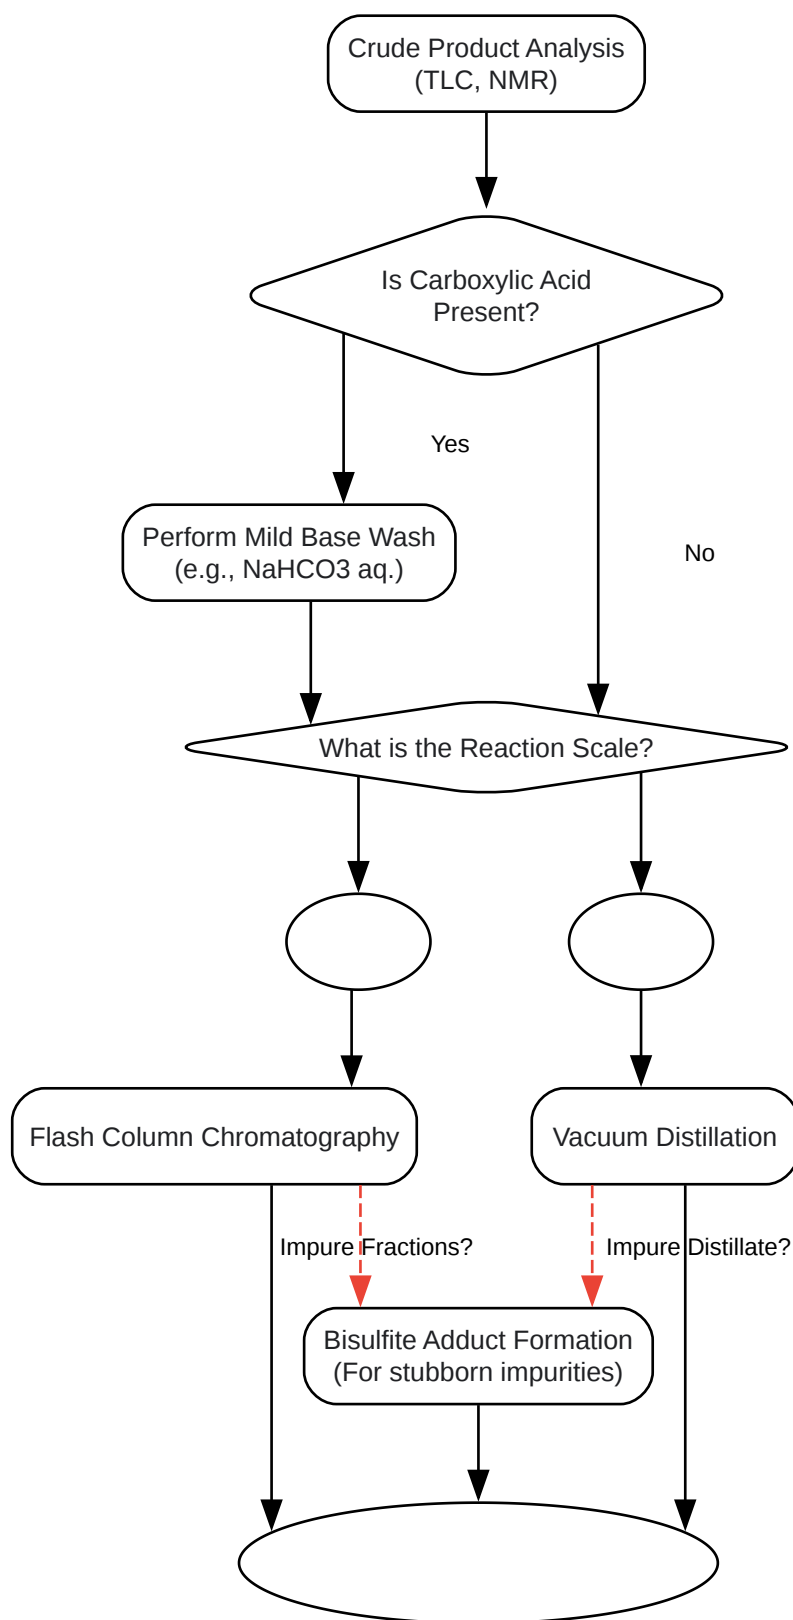 Crude Product Analysis
(TLC, NMR)
Is Carboxylic Acid
Present?
Yes
Perform Mild Base Wash
(e.g., NaHCO3 aq.)
No
What is the Reaction Scale?
Flash Column Chromatography
Vacuum Distillation
Impure Fractions?
Impure Distillate?
Bisulfite Adduct Formation
(For stubborn impurities)